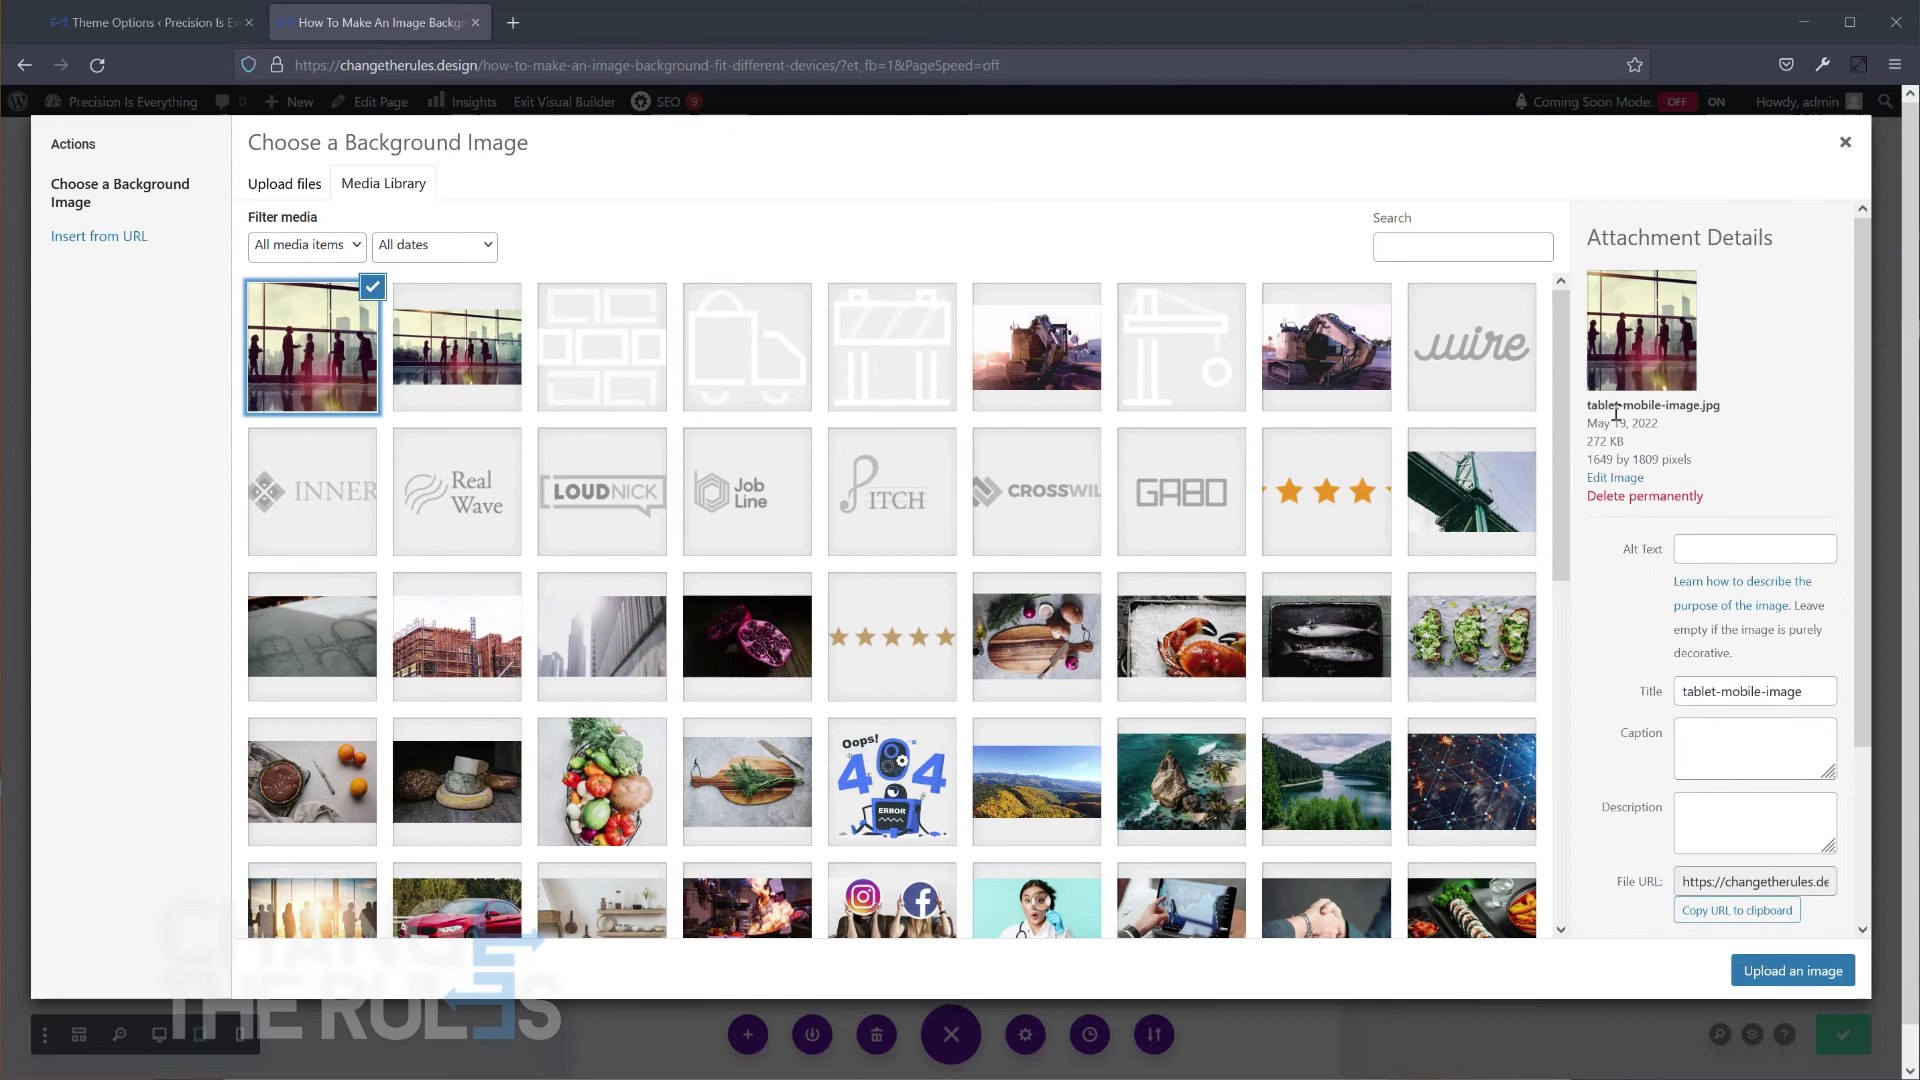 Theme Options ‹ Precision Is Ev
How To Make An Image Backgr
https://changetherules.design/how-to-make-an-image-background-fit-different-devices/?et_fb=1&PageSpeed=off
Precision Is Everything
0
New
Edit Page
Insights
Exit Visual Builder
SEO
9
Coming Soon Mode:
OFF
ON
Howdy, admin
Actions
Choose a Background
Image
Insert from URL
Choose a Background Image
Upload files
Media Library
Filter media
All media items
All dates
Search
wire
INNER
Real
Wave
LOUDNICK
Job
Line
PITCH
CROSSWIL
GABO
Oops!
4 4
ERROR
Attachment Details
tablet-mobile-image.jpg
May 19, 2022
272 KB
1649 by 1809 pixels
Edit Image
Delete permanently
Alt Text
Learn how to describe the
purpose of the image. Leave
empty if the image is purely
decorative.
Title
tablet-mobile-image
Caption
Description
File URL:
https://changetherules.de
Copy URL to clipboard
Upload an image
CHANGE
THE RULES